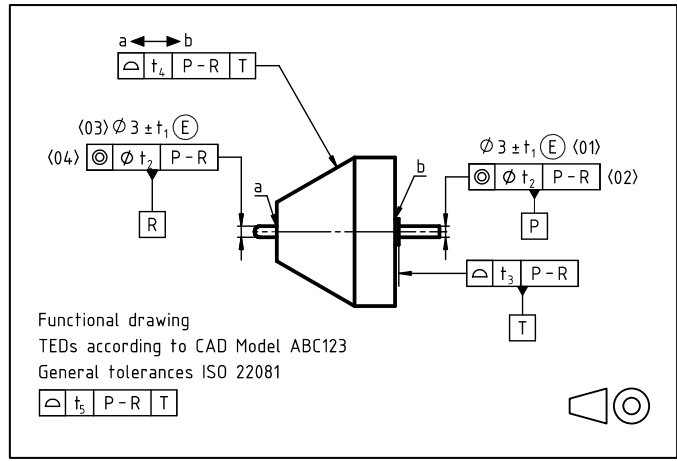 a ◄─► b
⌓ t₄ P-R T
⟨03⟩ Ø 3 ± t₁ Ⓔ
⟨04⟩ ◎ Ø t₂ P-R
R
a
b
Ø 3 ± t₁ Ⓔ ⟨01⟩
◎ Ø t₂ P-R ⟨02⟩
P
⌓ t₃ P-R
T
Functional drawing
TEDs according to CAD Model ABC123
General tolerances ISO 22081
⌓ t₅ P-R T